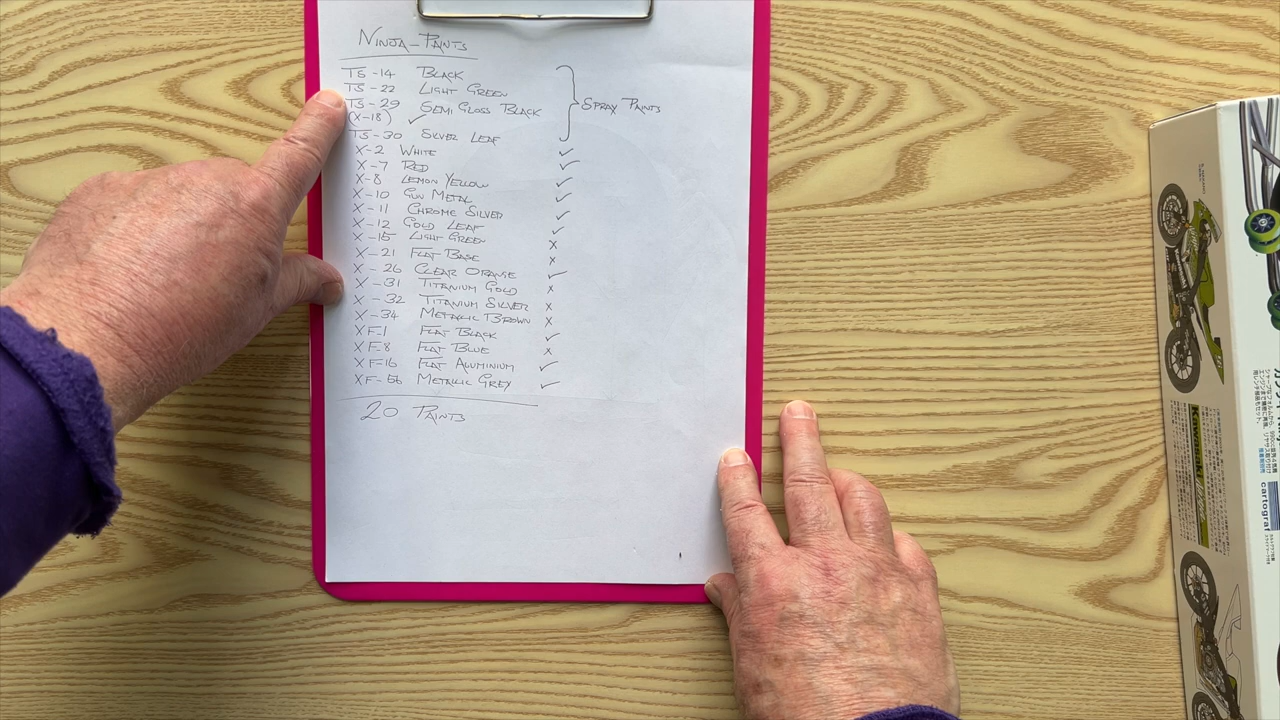 NINJA-PAINTS
TS-14 BLACK
TS-22 LIGHT GREEN
TS-29 SEMI GLOSS BLACK
(X-18) ✓
SPRAY PAINTS
TS-30 SILVER LEAF
X-2 WHITE ✓
X-7 RED ✓
X-8 LEMON YELLOW ✓
X-10 GUN METAL ✓
X-11 CHROME SILVER ✓
X-12 GOLD LEAF ✓
X-15 LIGHT GREEN x
X-21 FLAT BASE x
X-26 CLEAR ORANGE ✓
X-31 TITANIUM GOLD x
X-32 TITANIUM SILVER x
X-34 METALLIC BROWN x
XF-1 FLAT BLACK ✓
XF-8 FLAT BLUE x
XF-16 FLAT ALUMINIUM ✓
XF-56 METALLIC GREY ✓
20 PAINTS
Kawasaki
cartograf